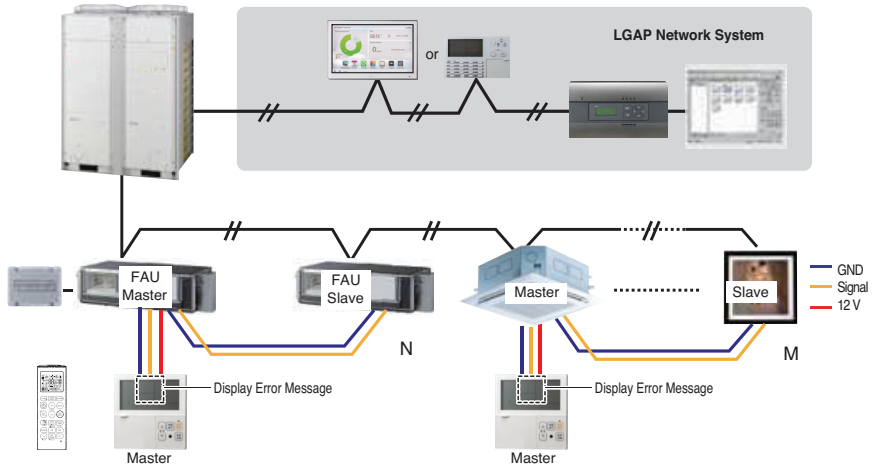 LGAP Network System
or
FAU
Master
FAU
Slave
Master
Slave
GND
Signal
12 V
N
M
Display Error Message
Display Error Message
Master
Master